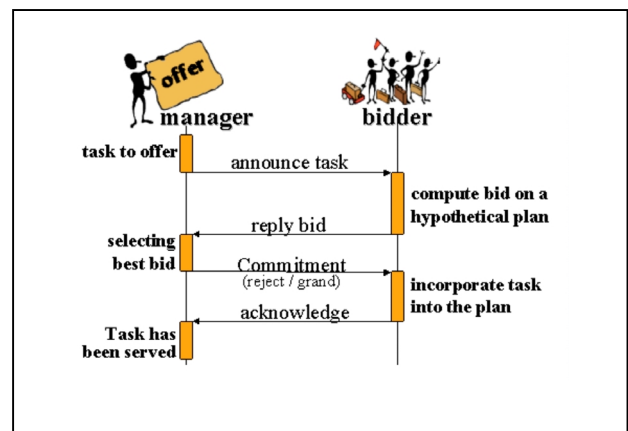 offer
manager
bidder
task to offer
announce task
compute bid on a
hypothetical plan
reply bid
selecting
best bid
Commitment
(reject / grand)
incorporate task
into the plan
acknowledge
Task has
been served